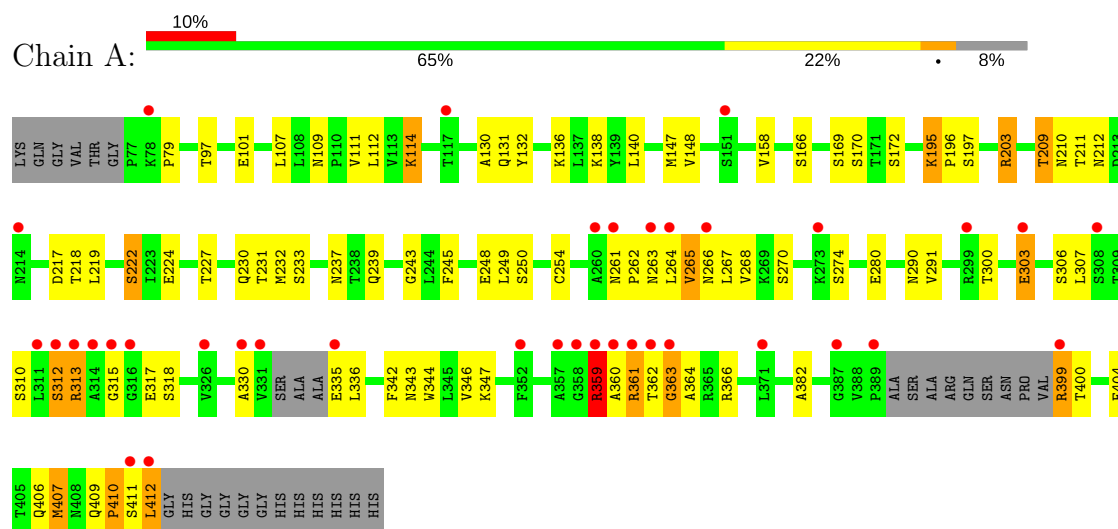 10%
Chain A:
65% 22% • 8%
LYS GLN GLY VAL THR GLY P77 K78 P79 T97 E101 L107 L108 N109 P110 V111 L112 V113 K114 T117 A130 Q131 Y132 K136 L137 K138 Y139 L140 M147 V148 S151 V158 S166 S169 S170 T171 S172 K195 P196 S197 R203 T209 N210 T211 N212 D213
N214 D217 T218 L219 S222 I223 E224 T227 Q230 T231 M232 S233 N237 T238 Q239 G243 L244 F245 E248 L249 S250 C254 A260 N261 P262 N263 L264 V265 N266 L267 V268 K269 S270 K273 S274 E280 N290 V291 R299 T300 E303 S306 L307 S308 T309
S310 L311 S312 R313 A314 G315 G316 E317 S318 V326 A330 V331 SER ALA ALA E335 L336 F342 N343 W344 L345 V346 K347 F352 A357 G358 R359 A360 R361 T362 G363 A364 R365 R366 L371 A382 G387 V388 P389 ALA SER ALA ARG GLN SER ASN PRO VAL R399 T400 E404
T405 Q406 M407 N408 Q409 P410 S411 L412 GLY HIS GLY GLY GLY GLY HIS HIS HIS HIS HIS HIS